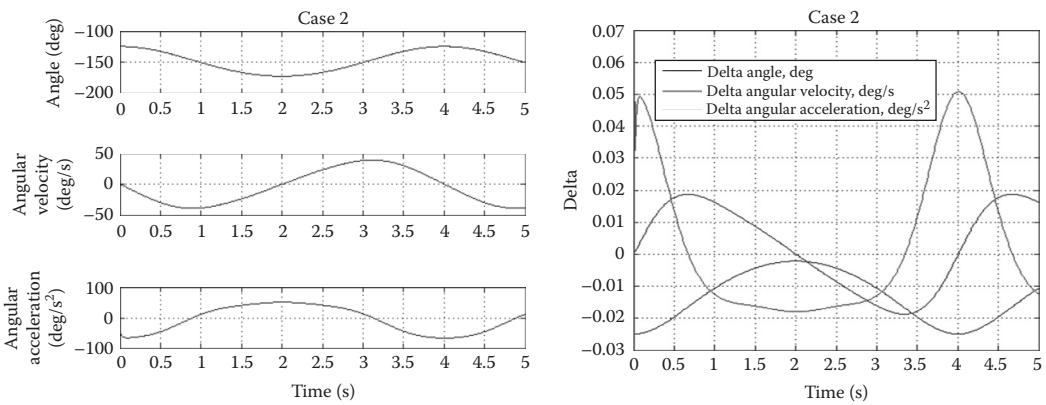 Case 2
Angle (deg)
−100
−150
−200
0 0.5 1 1.5 2 2.5 3 3.5 4 4.5 5
Angular
velocity
(deg/s)
50
0
−50
0 0.5 1 1.5 2 2.5 3 3.5 4 4.5 5
Angular
acceleration
(deg/s²)
100
0
−100
0 0.5 1 1.5 2 2.5 3 3.5 4 4.5 5
Time (s)
Case 2
Delta
0.07
0.06
0.05
0.04
0.03
0.02
0.01
0
−0.01
−0.02
−0.03
Delta angle, deg
Delta angular velocity, deg/s
Delta angular acceleration, deg/s²
0 0.5 1 1.5 2 2.5 3 3.5 4 4.5 5
Time (s)